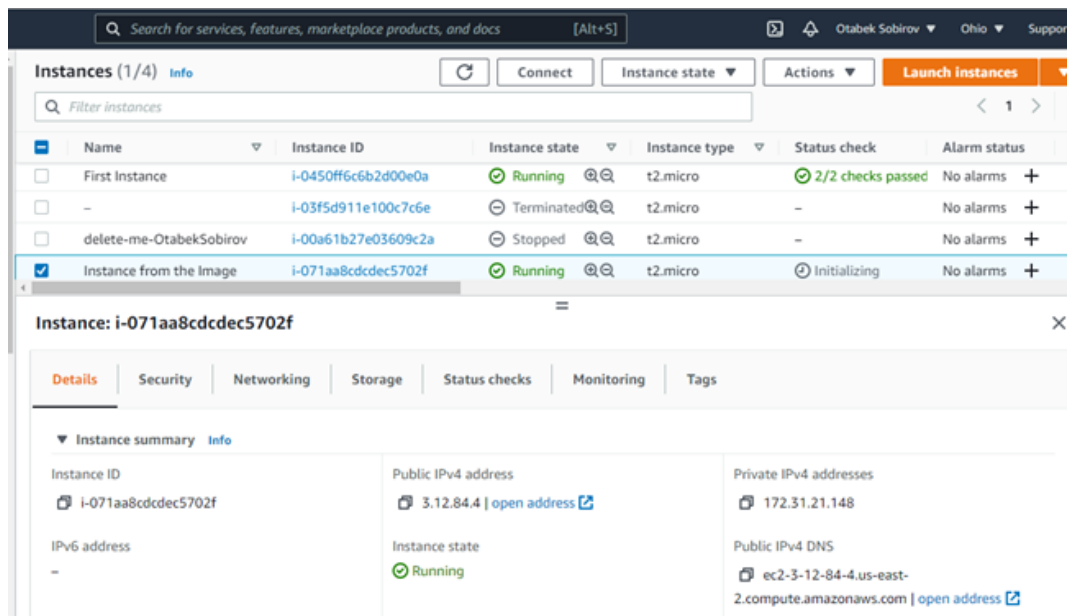 Search for services, features, marketplace products, and docs [Alt+S] Otabek Sobirov Ohio
Instances (1/4) Info Connect Instance state Actions Launch instances
Filter instances 1
Name Instance ID Instance state Instance type Status check Alarm status
First Instance i-0450ff6c6b2d00e0a Running t2.micro 2/2 checks passed No alarms +
– i-03f5d911e100c7c6e Terminated t2.micro – No alarms +
delete-me-OtabekSobirov i-00a61b27e03609c2a Stopped t2.micro – No alarms +
Instance from the Image i-071aa8cdcdec5702f Running t2.micro Initializing No alarms +
Instance: i-071aa8cdcdec5702f
Details Security Networking Storage Status checks Monitoring Tags
Instance summary Info
Instance ID Public IPv4 address Private IPv4 addresses
i-071aa8cdcdec5702f 3.12.84.4 | open address 172.31.21.148
IPv6 address Instance state Public IPv4 DNS
– Running ec2-3-12-84-4.us-east-
2.compute.amazonaws.com | open address